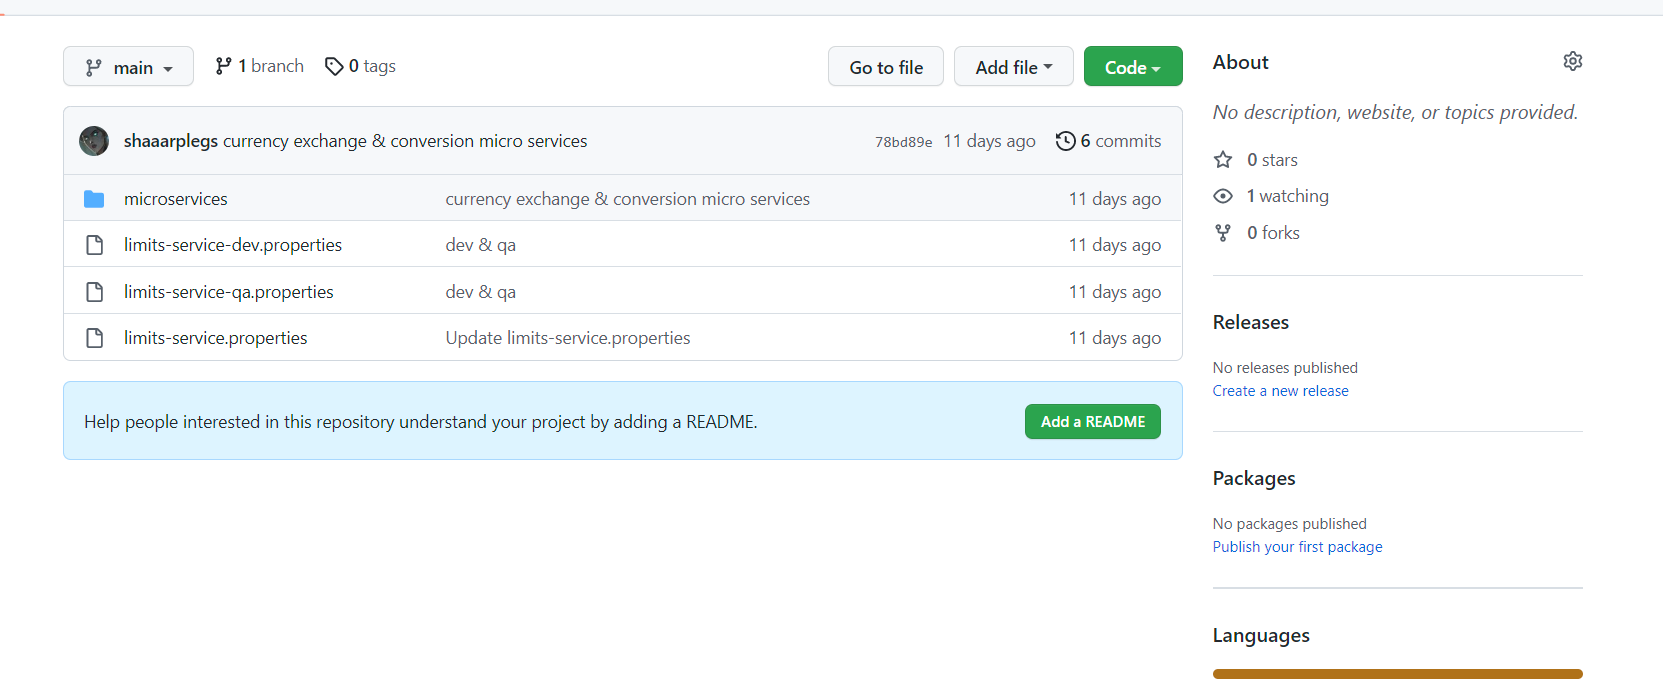 main
1 branch
0 tags
Go to file
Add file
Code
shaaarplegs currency exchange & conversion micro services
78bd89e 11 days ago
6 commits
microservices
currency exchange & conversion micro services
11 days ago
limits-service-dev.properties
dev & qa
11 days ago
limits-service-qa.properties
dev & qa
11 days ago
limits-service.properties
Update limits-service.properties
11 days ago
Help people interested in this repository understand your project by adding a README.
Add a README
About
No description, website, or topics provided.
0 stars
1 watching
0 forks
Releases
No releases published
Create a new release
Packages
No packages published
Publish your first package
Languages